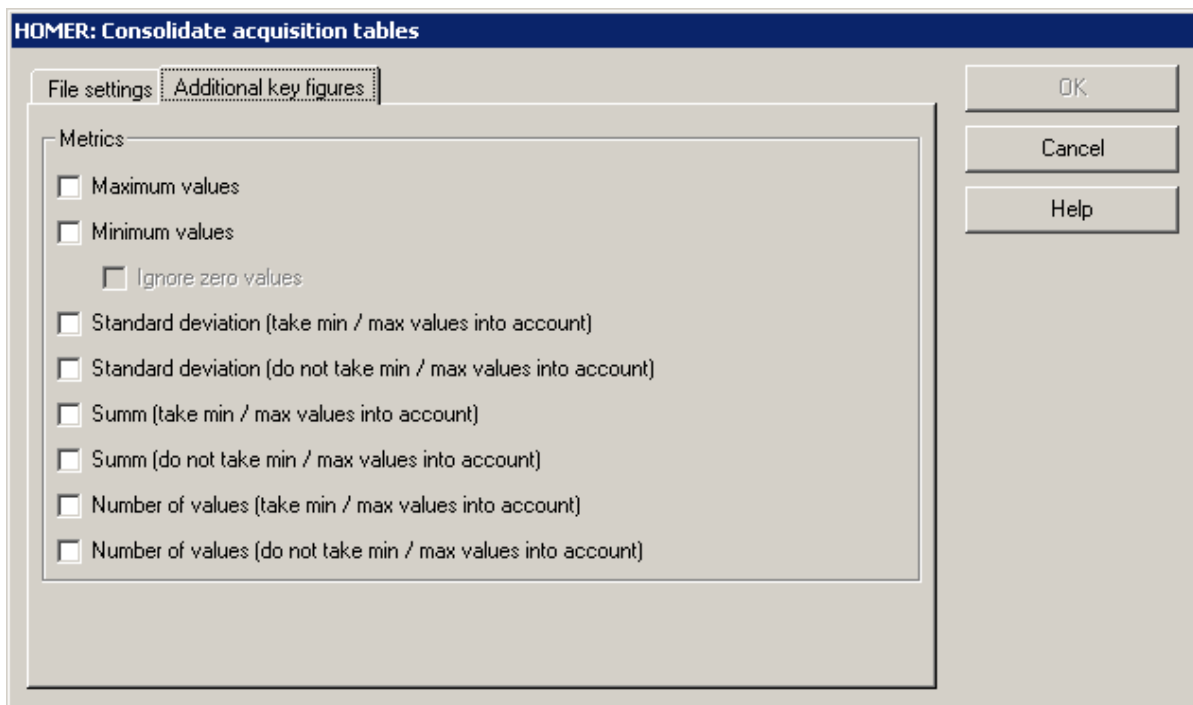 HOMER: Consolidate acquisition tables
File settings Additional key figures
OK
Cancel
Help
Metrics
Maximum values
Minimum values
Ignore zero values
Standard deviation (take min / max values into account)
Standard deviation (do not take min / max values into account)
Summ (take min / max values into account)
Summ (do not take min / max values into account)
Number of values (take min / max values into account)
Number of values (do not take min / max values into account)